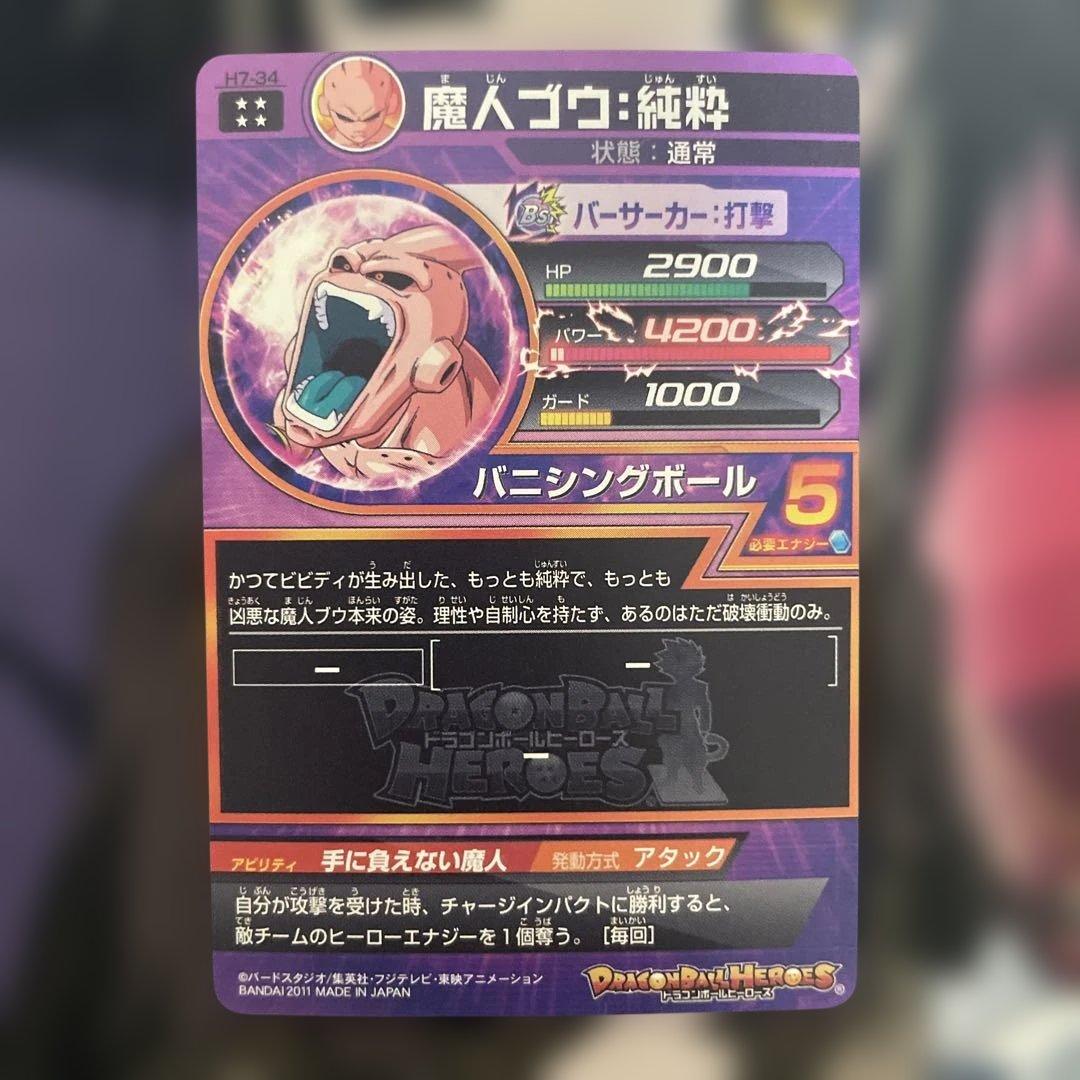 H7-34
魔人ブウ:純粋
まじん じゅんすい
状態:通常
Bs バーサーカー:打撃
HP 2900
パワー 4200
ガード 1000
バニシングボール 5
必要エナジー
かつてビビディが生み出した、もっとも純粋で、もっとも
凶悪な魔人ブウ本来の姿。理性や自制心を持たず、あるのはただ破壊衝動のみ。
ー ー
DRAGONBALL
ドラゴンボールヒーローズ
ー
HEROES
アビリティ 手に負えない魔人 発動方式 アタック
自分が攻撃を受けた時、チャージインパクトに勝利すると、
敵チームのヒーローエナジーを1個奪う。[毎回]
©バードスタジオ/集英社・フジテレビ・東映アニメーション
BANDAI 2011 MADE IN JAPAN
DRAGONBALL HEROES
ドラゴンボールヒーローズ